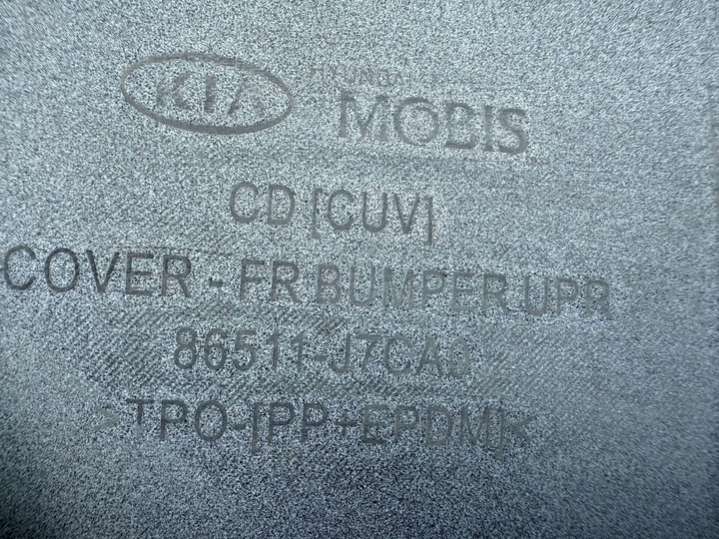 KIA HYUNDAI MOBIS
CD [CUV]
COVER - FR BUMPER UPR
86511-J7CA0
>TPO-[PP+EPDM]<